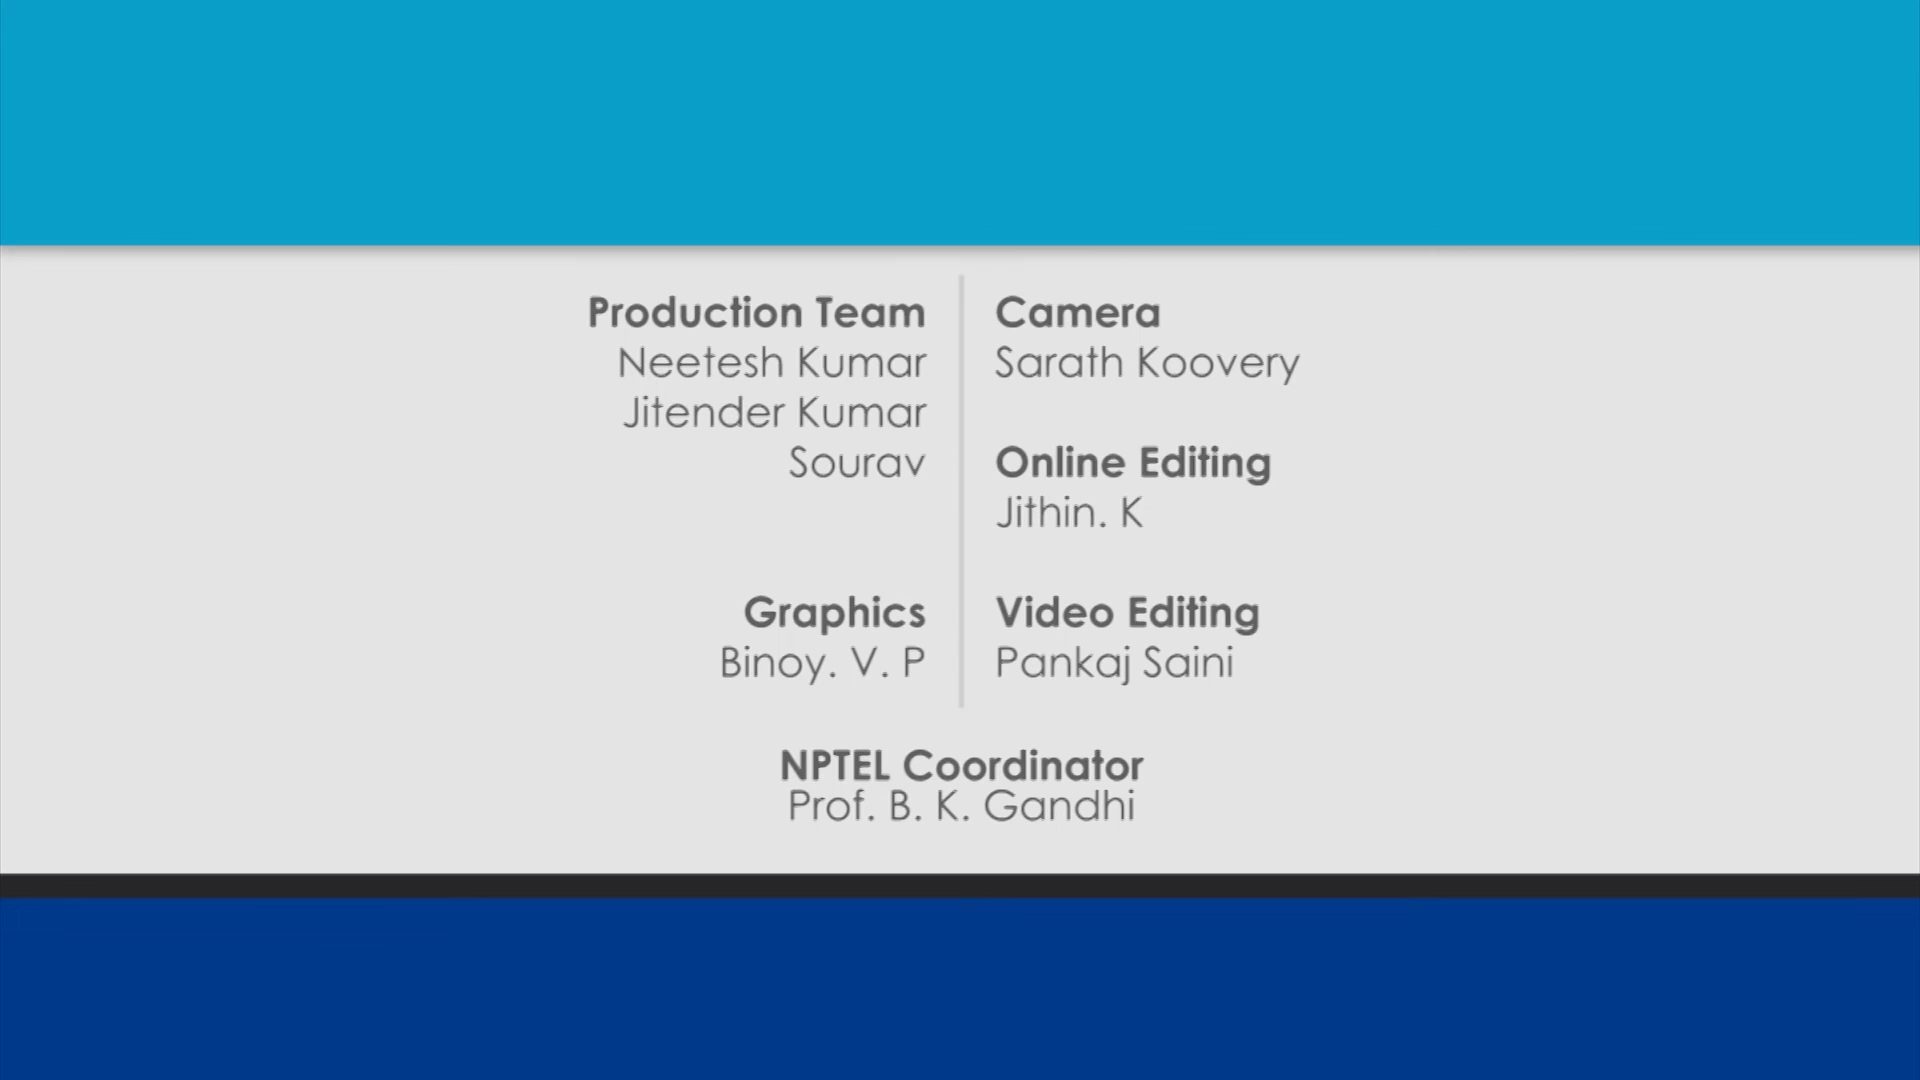 Production Team
Neetesh Kumar
Jitender Kumar
Sourav
Graphics
Binoy. V. P
Camera
Sarath Koovery
Online Editing
Jithin. K
Video Editing
Pankaj Saini
NPTEL Coordinator
Prof. B. K. Gandhi